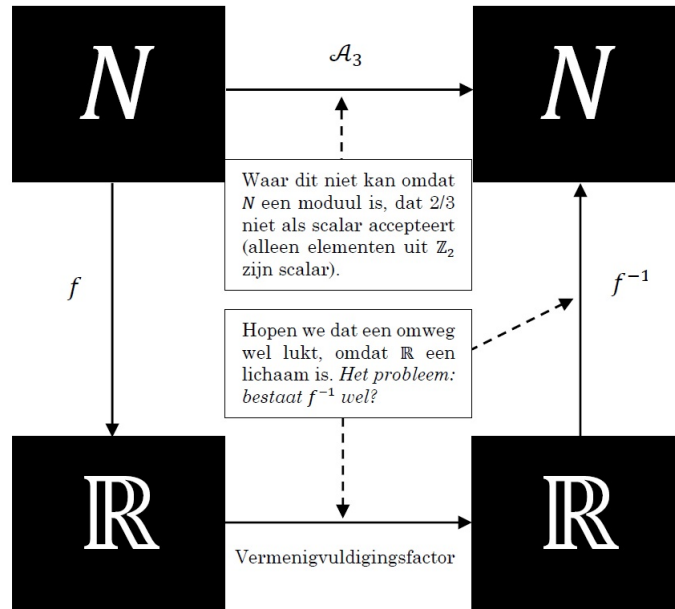 N
𝒜₃
N
Waar dit niet kan omdat
N een moduul is, dat 2/3
niet als scalar accepteert
(alleen elementen uit ℤ₂
zijn scalar).
f
f⁻¹
Hopen we dat een omweg
wel lukt, omdat ℝ een
lichaam is. Het probleem:
bestaat f⁻¹ wel?
ℝ
Vermenigvuldigingsfactor
ℝ